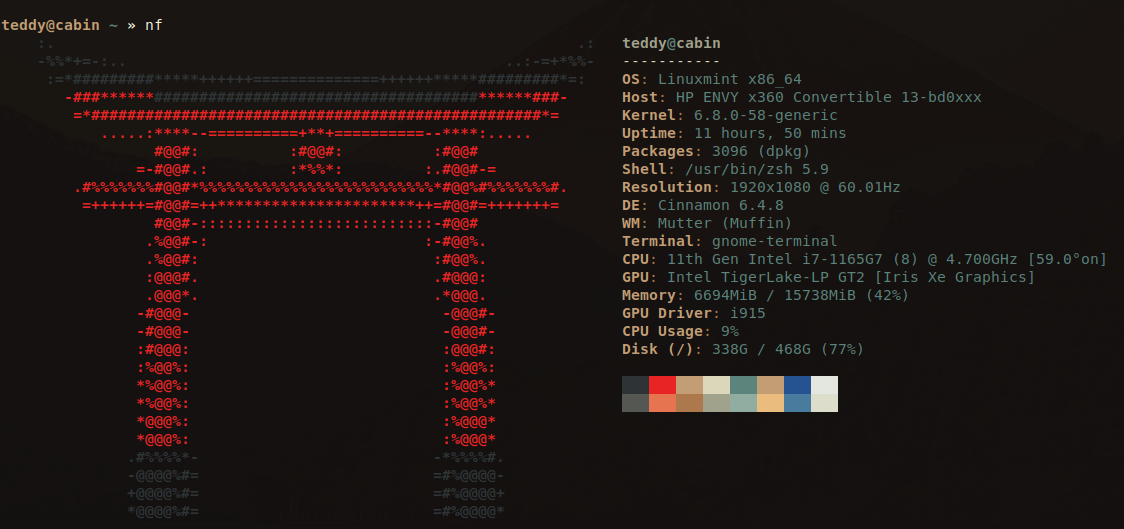 teddy@cabin ~ » nf
teddy@cabin
-----------
OS: Linuxmint x86_64
Host: HP ENVY x360 Convertible 13-bd0xxx
Kernel: 6.8.0-58-generic
Uptime: 11 hours, 50 mins
Packages: 3096 (dpkg)
Shell: /usr/bin/zsh 5.9
Resolution: 1920x1080 @ 60.01Hz
DE: Cinnamon 6.4.8
WM: Mutter (Muffin)
Terminal: gnome-terminal
CPU: 11th Gen Intel i7-1165G7 (8) @ 4.700GHz [59.0°on]
GPU: Intel TigerLake-LP GT2 [Iris Xe Graphics]
Memory: 6694MiB / 15738MiB (42%)
GPU Driver: i915
CPU Usage: 9%
Disk (/): 338G / 468G (77%)